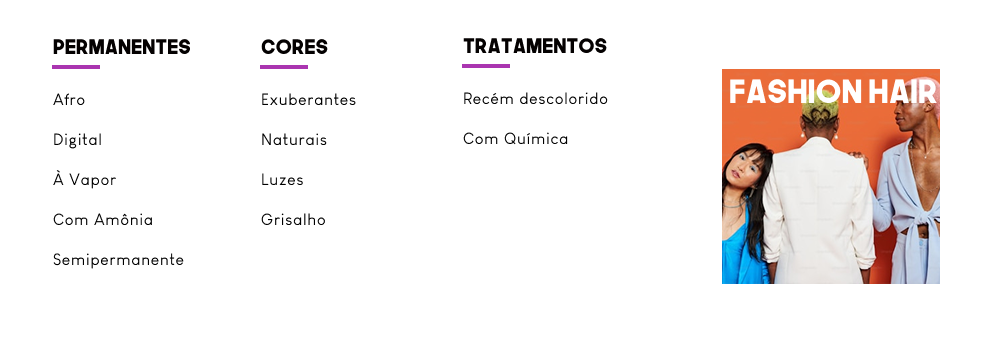 PERMANENTES
Afro
Digital
À Vapor
Com Amônia
Semipermanente
CORES
Exuberantes
Naturais
Luzes
Grisalho
TRATAMENTOS
Recém descolorido
Com Química
FASHION HAIR